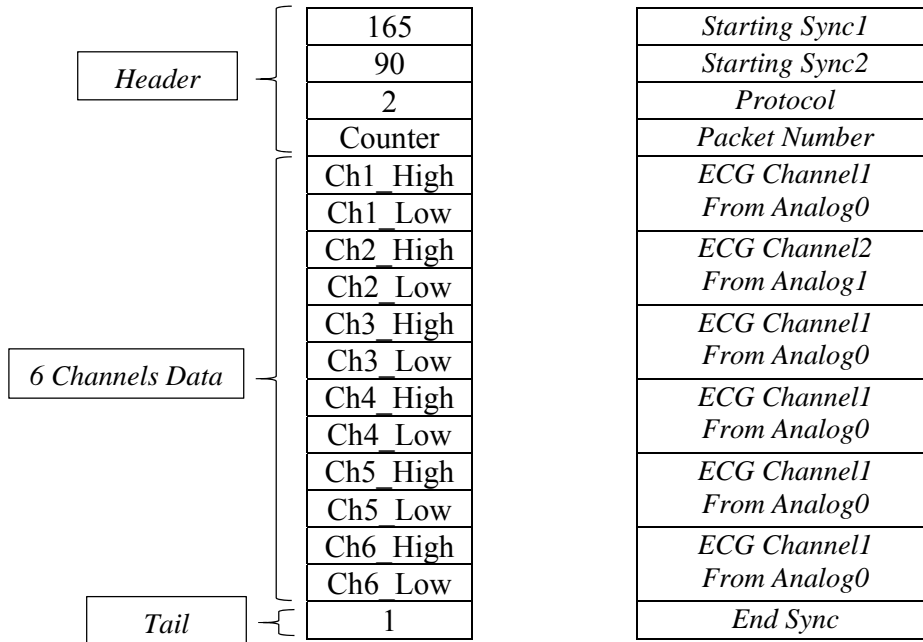 Header
6 Channels Data
Tail
165
90
2
Counter
Ch1_High
Ch1_Low
Ch2_High
Ch2_Low
Ch3_High
Ch3_Low
Ch4_High
Ch4_Low
Ch5_High
Ch5_Low
Ch6_High
Ch6_Low
1
Starting Sync1
Starting Sync2
Protocol
Packet Number
ECG Channel1
From Analog0
ECG Channel2
From Analog1
ECG Channel1
From Analog0
ECG Channel1
From Analog0
ECG Channel1
From Analog0
ECG Channel1
From Analog0
End Sync